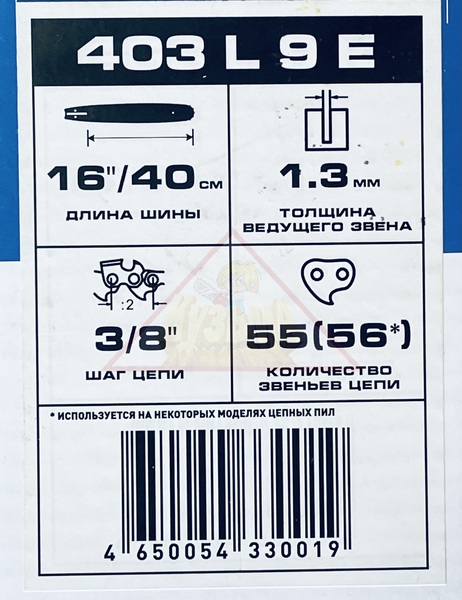 403 L 9 E
16"/40 см
ДЛИНА ШИНЫ
1.3 мм
ТОЛЩИНА
ВЕДУЩЕГО ЗВЕНА
:2
3/8"
ШАГ ЦЕПИ
55(56*)
КОЛИЧЕСТВО
ЗВЕНЬЕВ ЦЕПИ
* ИСПОЛЬЗУЕТСЯ НА НЕКОТОРЫХ МОДЕЛЯХ ЦЕПНЫХ ПИЛ
4 650054 330019